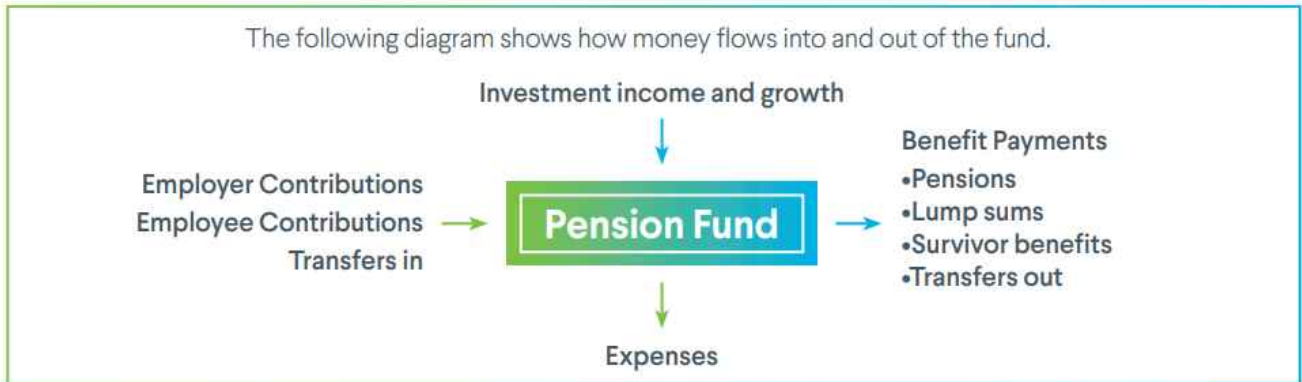 The following diagram shows how money flows into and out of the fund.
Investment income and growth
Employer Contributions
Employee Contributions
Transfers in
Pension Fund
Benefit Payments
•Pensions
•Lump sums
•Survivor benefits
•Transfers out
Expenses